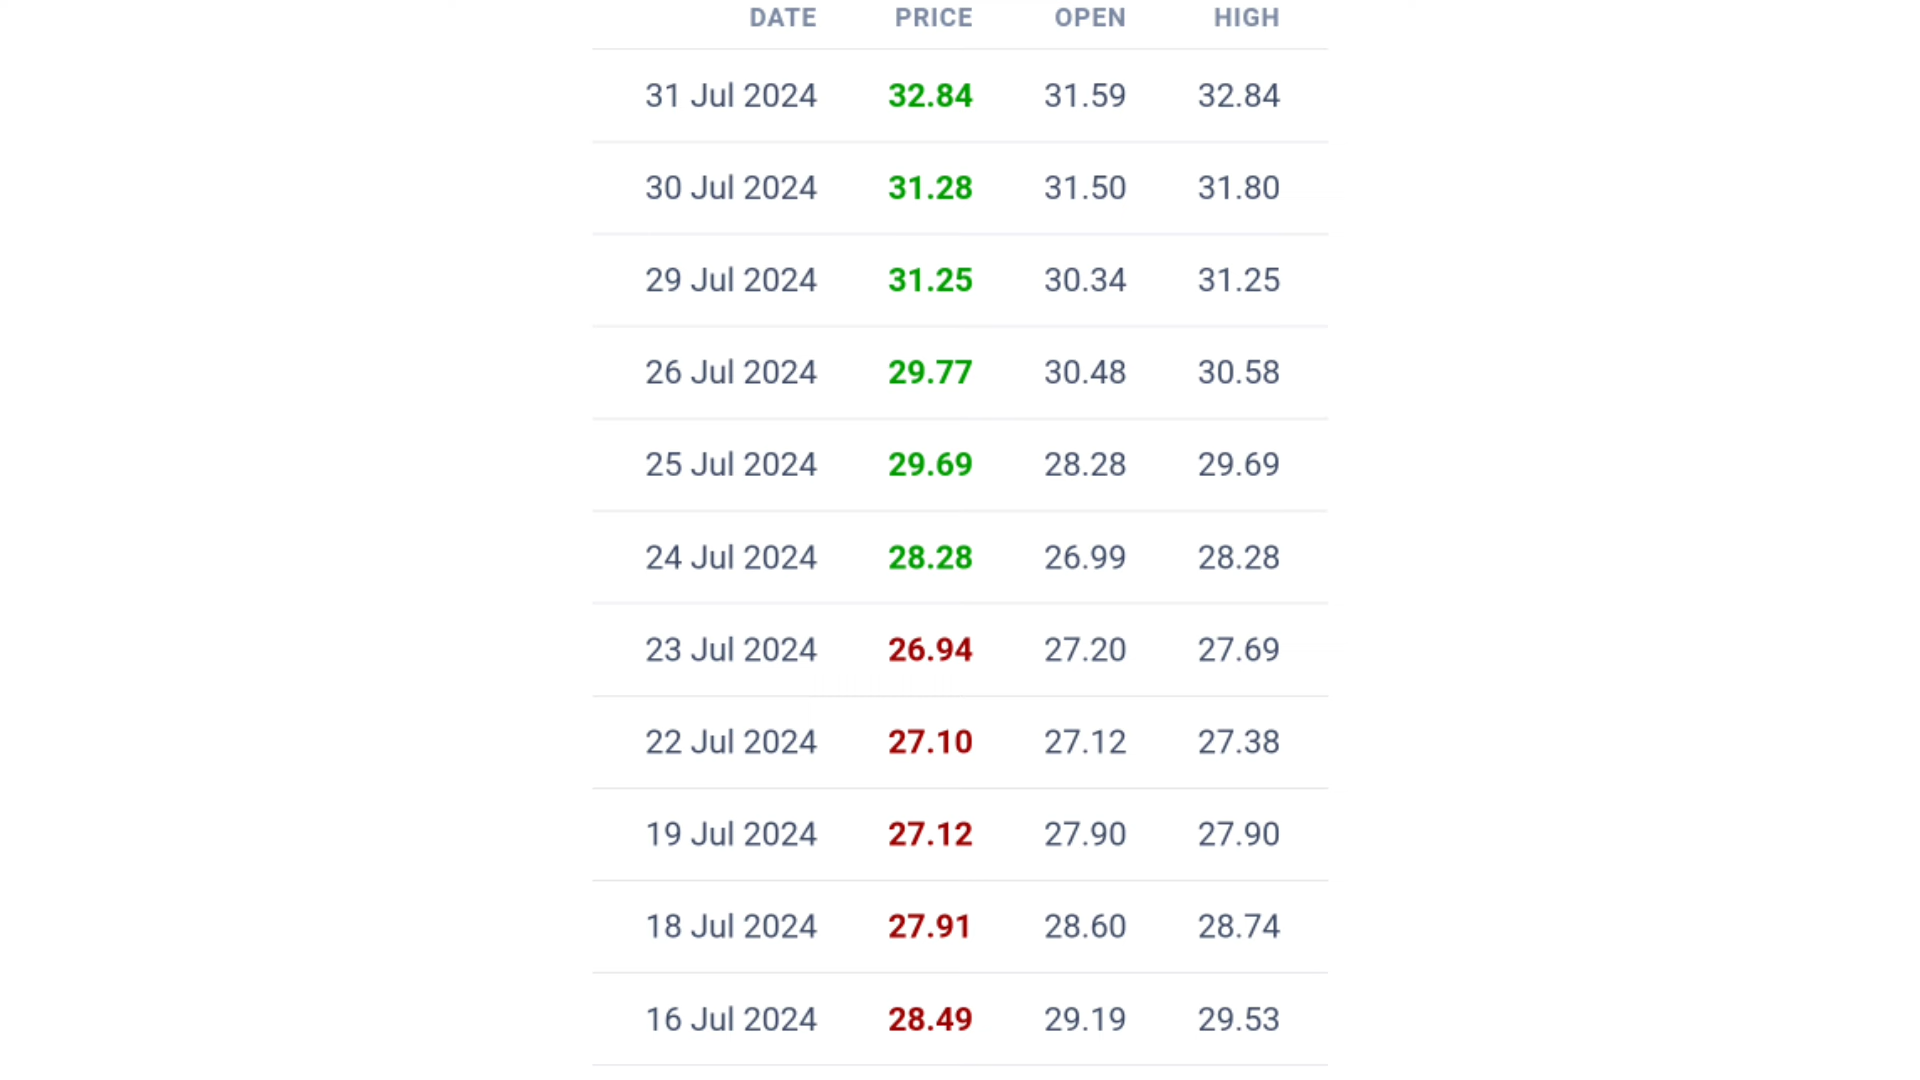 DATE PRICE OPEN HIGH
31 Jul 2024 32.84 31.59 32.84
30 Jul 2024 31.28 31.50 31.80
29 Jul 2024 31.25 30.34 31.25
26 Jul 2024 29.77 30.48 30.58
25 Jul 2024 29.69 28.28 29.69
24 Jul 2024 28.28 26.99 28.28
23 Jul 2024 26.94 27.20 27.69
22 Jul 2024 27.10 27.12 27.38
19 Jul 2024 27.12 27.90 27.90
18 Jul 2024 27.91 28.60 28.74
16 Jul 2024 28.49 29.19 29.53